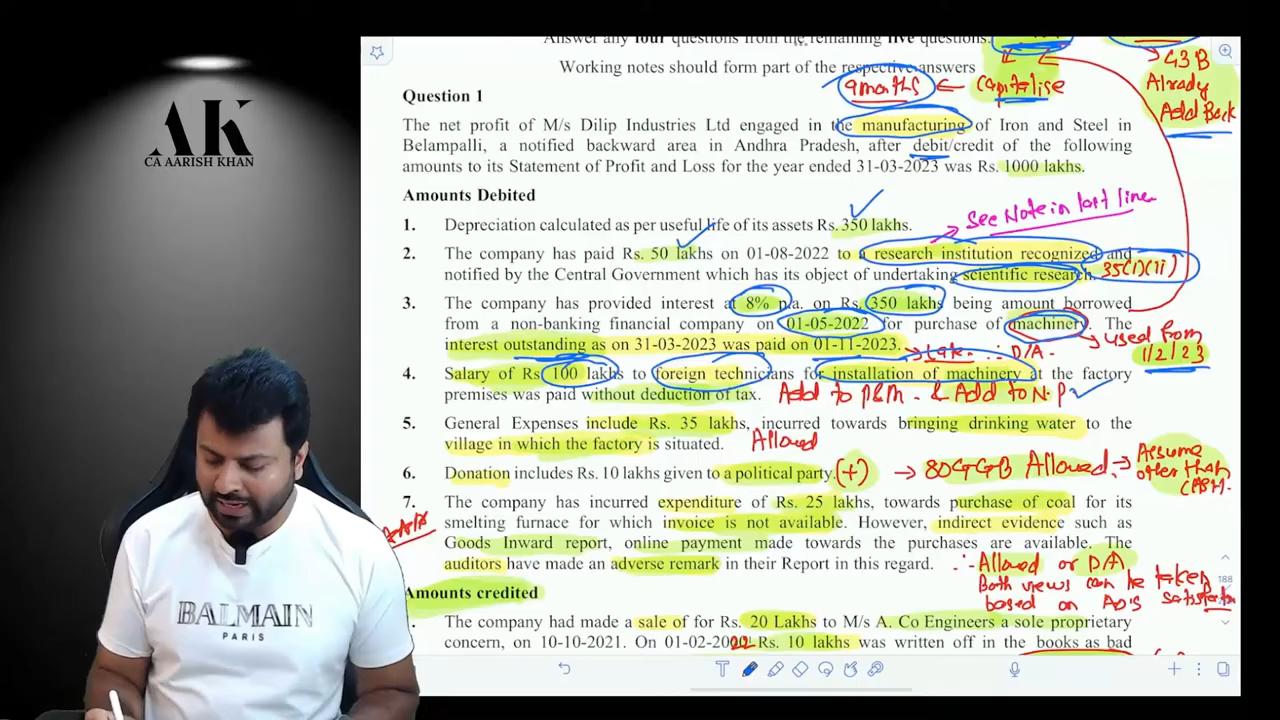 Answer any four questions from the remaining five questions.
Working notes should form part of the respective answers
43B
Already
Add Back
9months ← capitalise
Question 1
The net profit of M/s Dilip Industries Ltd engaged in the manufacturing of Iron and Steel in
Belampalli, a notified backward area in Andhra Pradesh, after debit/credit of the following
amounts to its Statement of Profit and Loss for the year ended 31-03-2023 was Rs. 1000 lakhs.
Amounts Debited
See Note in last line
1. Depreciation calculated as per useful life of its assets Rs. 350 lakhs.
2. The company has paid Rs. 50 lakhs on 01-08-2022 to a research institution recognized and
notified by the Central Government which has its object of undertaking scientific research. 35(1)(ii)
3. The company has provided interest at 8% p.a. on Rs. 350 lakhs being amount borrowed
from a non-banking financial company on 01-05-2022 for purchase of machinery. The
interest outstanding as on 31-03-2023 was paid on 01-11-2023.
used from
1/2/23
→ Late ∴ D/A.
4. Salary of Rs 100 lakhs to foreign technicians for installation of machinery at the factory
premises was paid without deduction of tax. Add to P&M - & Add to N.P
5. General Expenses include Rs. 35 lakhs, incurred towards bringing drinking water to the
village in which the factory is situated. Allowed
6. Donation includes Rs. 10 lakhs given to a political party. (+) → 80GGB Allowed. →
Assume
other than
cash.
7. The company has incurred expenditure of Rs. 25 lakhs, towards purchase of coal for its
smelting furnace for which invoice is not available. However, indirect evidence such as
Goods Inward report, online payment made towards the purchases are available. The
auditors have made an adverse remark in their Report in this regard.
∴ Allowed or DA
Both views can be taken
based on AO's satisfaction
Amounts credited
The company had made a sale of for Rs. 20 Lakhs to M/s A. Co Engineers a sole proprietary
concern, on 10-10-2021. On 01-02-2022 Rs. 10 lakhs was written off in the books as bad
188
AK
CA AARISH KHAN
BALMAIN
PARIS